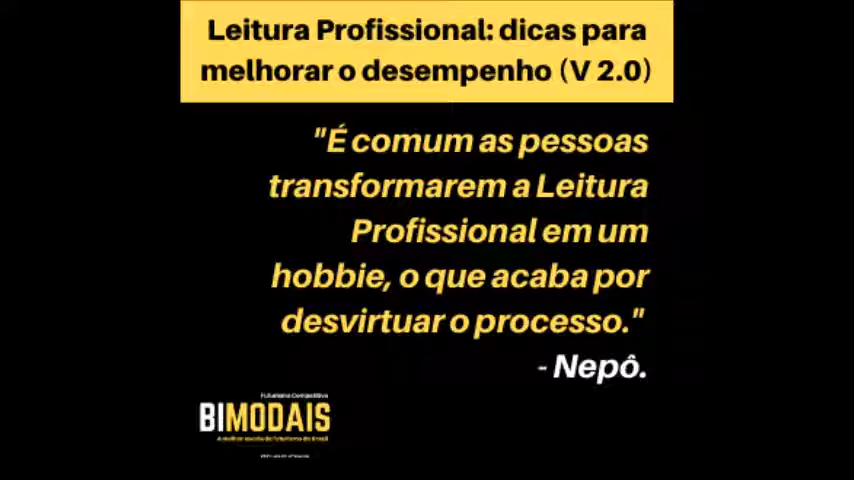 Leitura Profissional: dicas para
melhorar o desempenho (V 2.0)
"É comum as pessoas
transformarem a Leitura
Profissional em um
hobbie, o que acaba por
desvirtuar o processo."
- Nepô.
Futurismo Competitivo
BIMODAIS
A melhor escola de Futurismo do Brasil